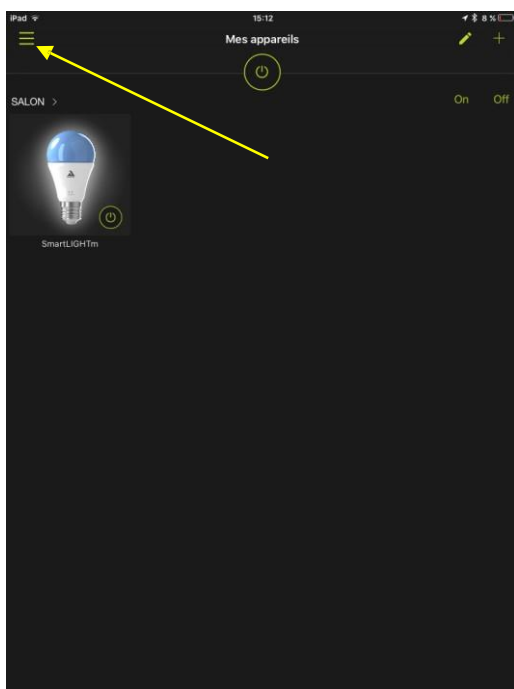 iPad 15:12 8 %
Mes appareils
SALON > On Off
SmartLIGHTm